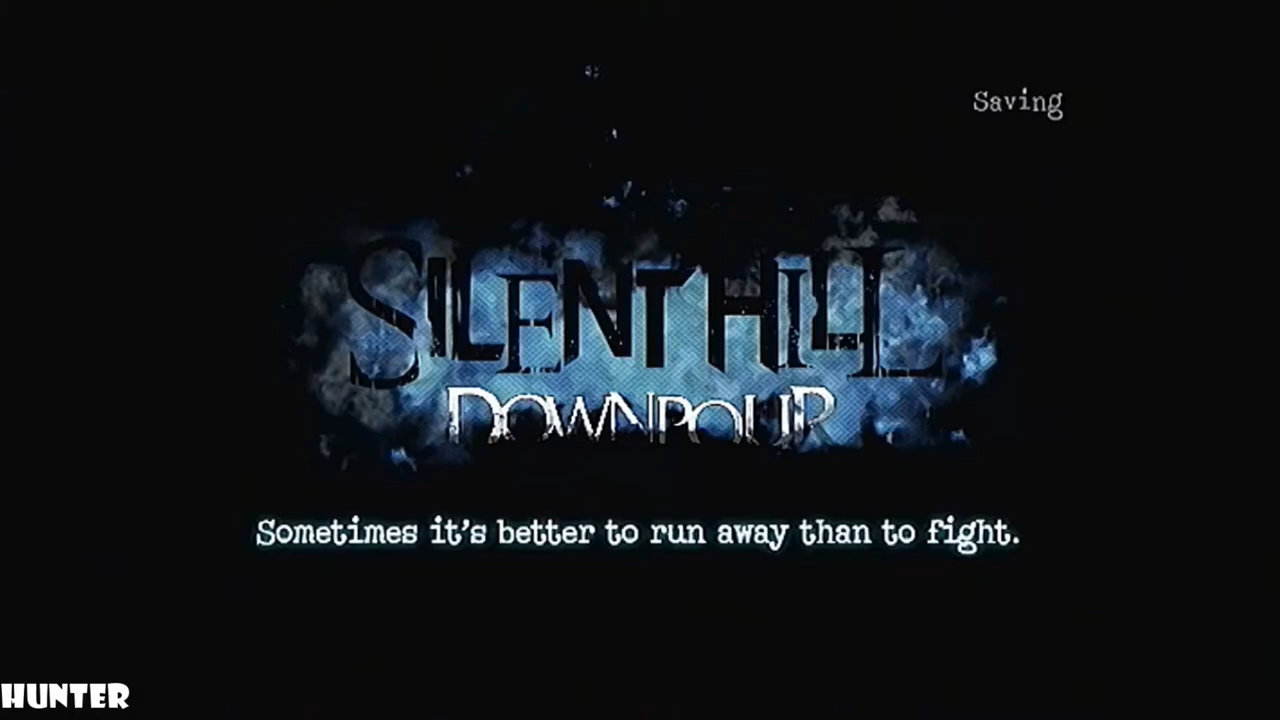 Saving
SILENT HILL
DOWNPOUR
Sometimes it's better to run away than to fight.
HUNTER